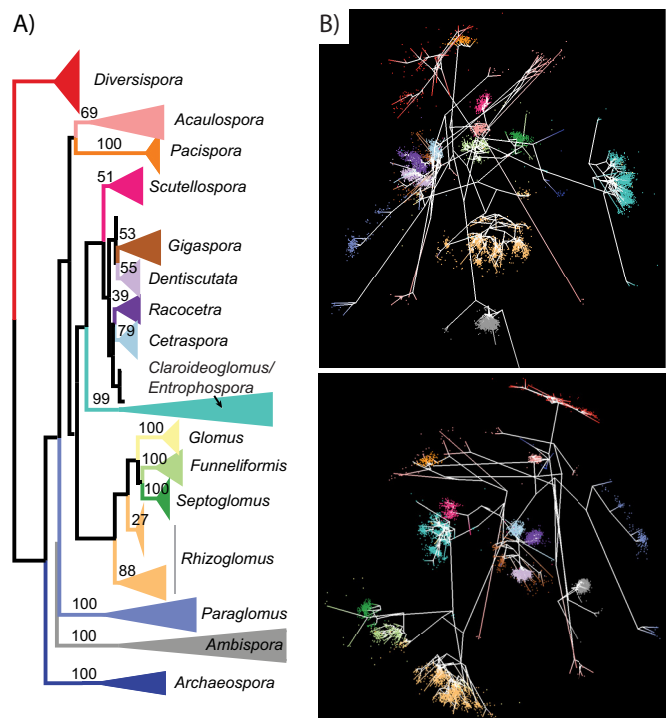 A)
B)
Diversispora
69
Acaulospora
100
Pacispora
51
Scutellospora
53
Gigaspora
55
Dentiscutata
39
Racocetra
79
Cetraspora
Claroideoglomus/
Entrophospora
99
100
Glomus
100
Funneliformis
100
Septoglomus
27
Rhizoglomus
88
100
Paraglomus
100
Ambispora
100
Archaeospora